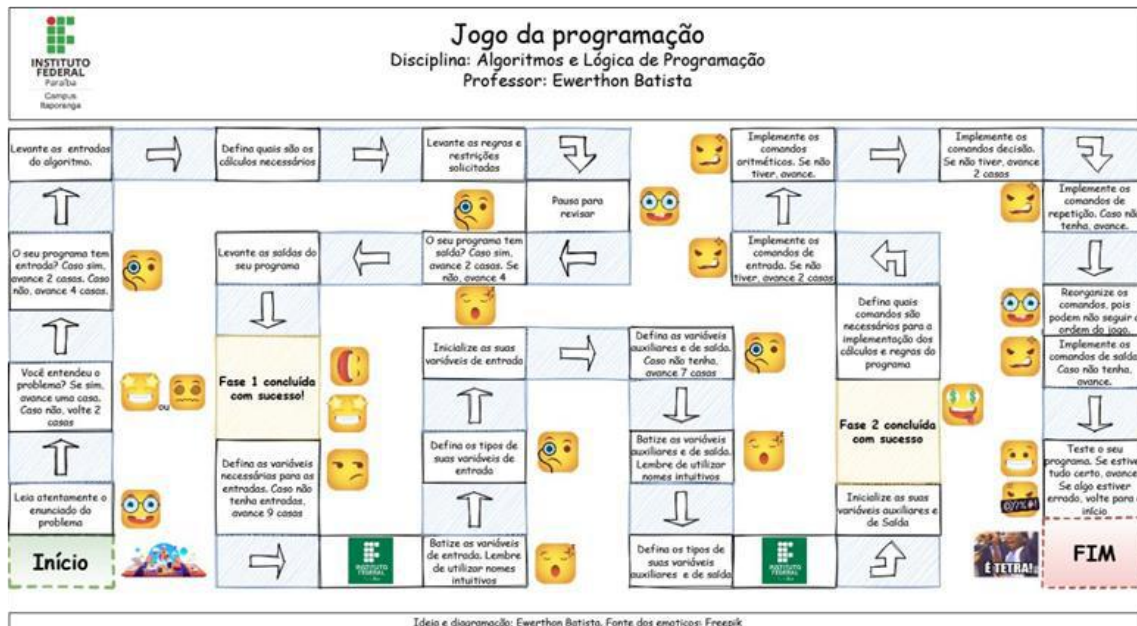 INSTITUTO
FEDERAL
Paraíba
Campus
Itaporanga
Jogo da programação
Disciplina: Algoritmos e Lógica de Programação
Professor: Ewerthon Batista
Início
Leia atentamente o
enunciado do
problema
Você entendeu o
problema? Se sim,
avance uma casa.
Caso não, volte 2
casas
ou
O seu programa tem
entrada? Caso sim,
avance 2 casas. Caso
não, avance 4 casas.
Levante as entradas
do algoritmo.
Defina quais são os
cálculos necessários
Levante as regras e
restrições
solicitadas
Pausa para
revisar
O seu programa tem
saída? Caso sim,
avance 2 casas. Se
não, avance 4
Levante as saídas do
seu programa
Fase 1 concluída
com sucesso!
Defina as variáveis
necessárias para as
entradas. Caso não
tenha entradas,
avance 9 casas
INSTITUTO
FEDERAL
Batize as variáveis
de entrada. Lembre
de utilizar nomes
intuitivos
Defina os tipos de
suas variáveis de
entrada
Inicialize as suas
variáveis de entrada
Defina as variáveis
auxiliares e de saída.
Caso não tenha,
avance 7 casas
Batize as variáveis
auxiliares e de saída.
Lembre de utilizar
nomes intuitivos
Defina os tipos de
suas variáveis
auxiliares e de saída
INSTITUTO
FEDERAL
Inicialize as suas
variáveis auxiliares e
de Saída
Fase 2 concluída
com sucesso
Defina quais
comandos são
necessários para a
implementação dos
cálculos e regras do
programa
Implemente os
comandos de
entrada. Se não
tiver, avance 2 casas
Implemente os
comandos
aritméticos. Se não
tiver, avance.
Implemente os
comandos decisão.
Se não tiver, avance
2 casas
Implemente os
comandos de
repetição. Caso não
tenha, avance.
Reorganize os
comandos, pois
podem não seguir a
ordem do jogo.
Implemente os
comandos de saída
Caso não tenha,
avance.
Teste o seu
programa. Se estive
tudo certo, avance
Se algo estiver
errado, volte para
início
É TETRA!
FIM
Ideia e diagramação: Ewerthon Batista. Fonte dos emoticos: Freepik